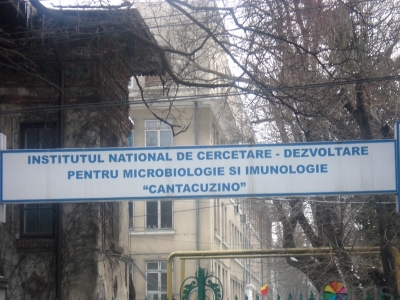 INSTITUTUL NATIONAL DE CERCETARE - DEZVOLTARE
PENTRU MICROBIOLOGIE SI IMUNOLOGIE
"CANTACUZINO"